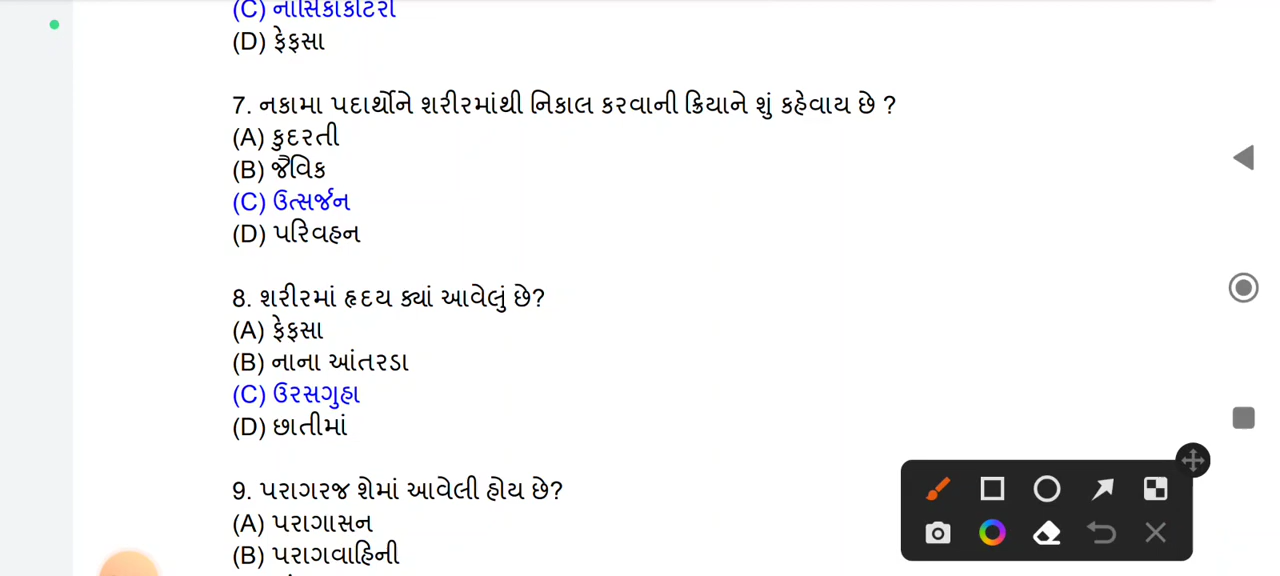 (C) નાસિકાકોટરો
(D) ફેફસા
7. નકામા પદાર્થોને શરીરમાંથી નિકાલ કરવાની ક્રિયાને શું કહેવાય છે ?
(A) કુદરતી
(B) જૈવિક
(C) ઉત્સર્જન
(D) પરિવહન
8. શરીરમાં હૃદય ક્યાં આવેલું છે?
(A) ફેફસા
(B) નાના આંતરડા
(C) ઉરસગુહા
(D) છાતીમાં
9. પરાગરજ શેમાં આવેલી હોય છે?
(A) પરાગાસન
(B) પરાગવાહિની